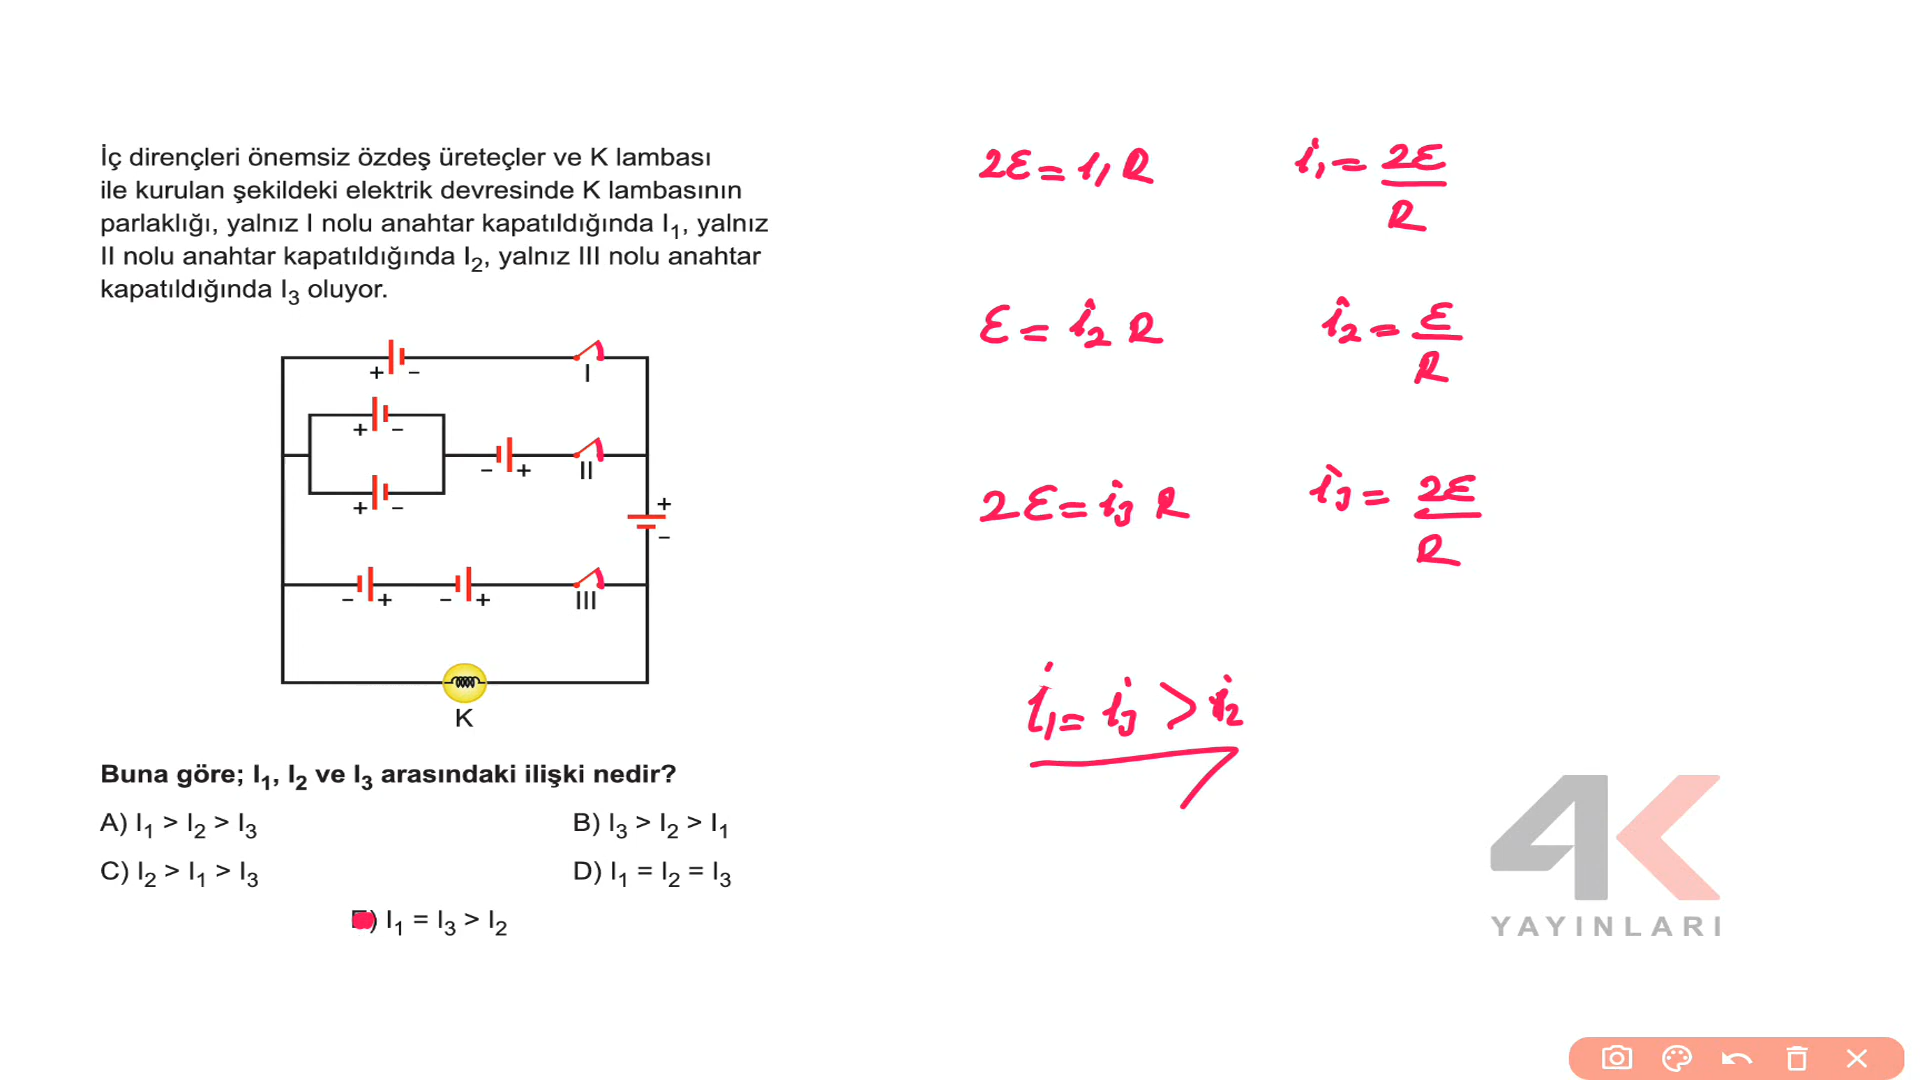 İç dirençleri önemsiz özdeş üreteçler ve K lambası
ile kurulan şekildeki elektrik devresinde K lambasının
parlaklığı, yalnız I nolu anahtar kapatıldığında I₁, yalnız
II nolu anahtar kapatıldığında I₂, yalnız III nolu anahtar
kapatıldığında I₃ oluyor.
+ −
I
+ −
− +
II
+ −
+
−
− + − +
III
K
Buna göre; I₁, I₂ ve I₃ arasındaki ilişki nedir?
A) I₁ > I₂ > I₃
B) I₃ > I₂ > I₁
C) I₂ > I₁ > I₃
D) I₁ = I₂ = I₃
E) I₁ = I₃ > I₂
2ε = i₁ R
i₁ = 2ε/R
ε = i₂ R
i₂ = ε/R
2ε = i₃ R
i₃ = 2ε/R
i₁ = i₃ > i₂
4K
YAYINLARI